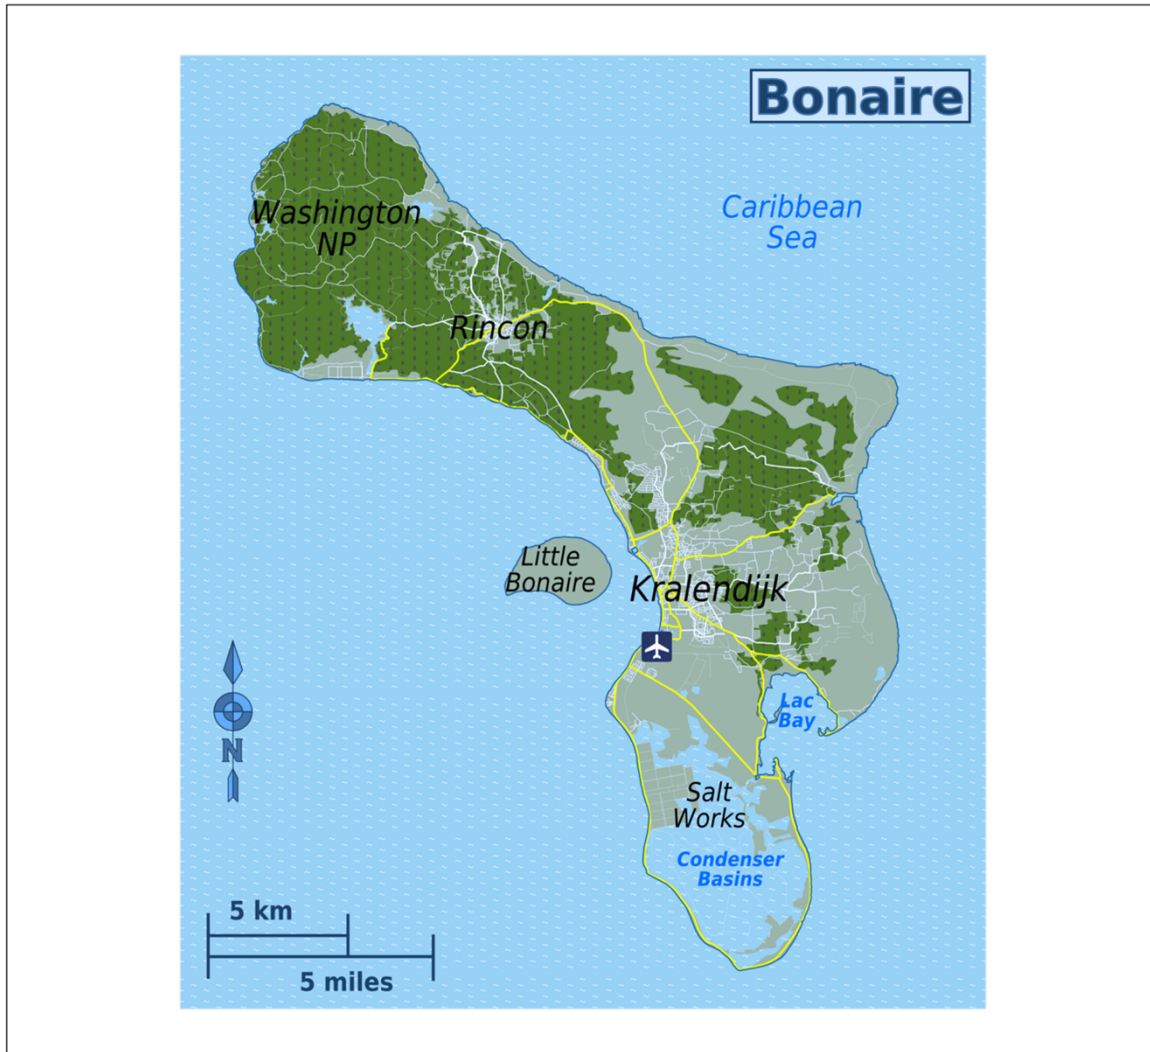 Bonaire
Caribbean
Sea
Washington
NP
Rincon
Little
Bonaire
Kralendijk
Lac
Bay
N
Salt
Works
Condenser
Basins
5 km
5 miles